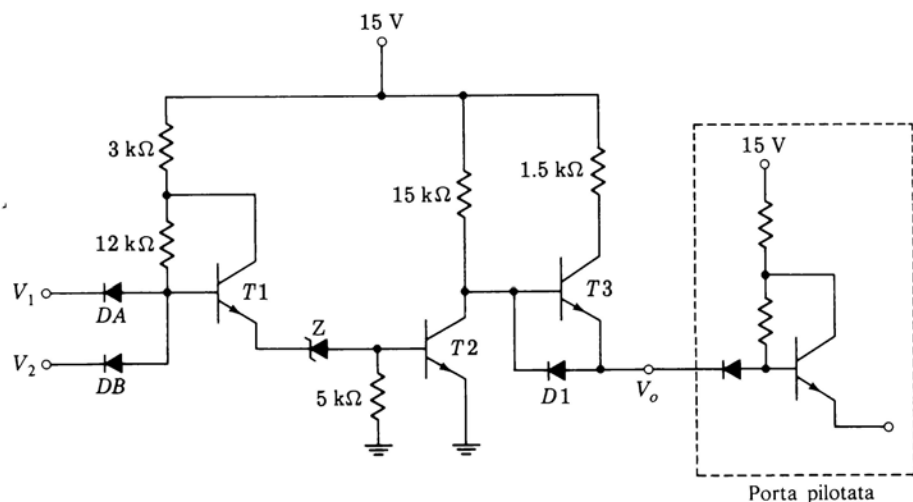 15 V
3 kΩ
12 kΩ
15 kΩ
1.5 kΩ
15 V
V₁
DA
T1
T3
V₂
DB
Z
T2
5 kΩ
D1
Vₒ
Porta pilotata